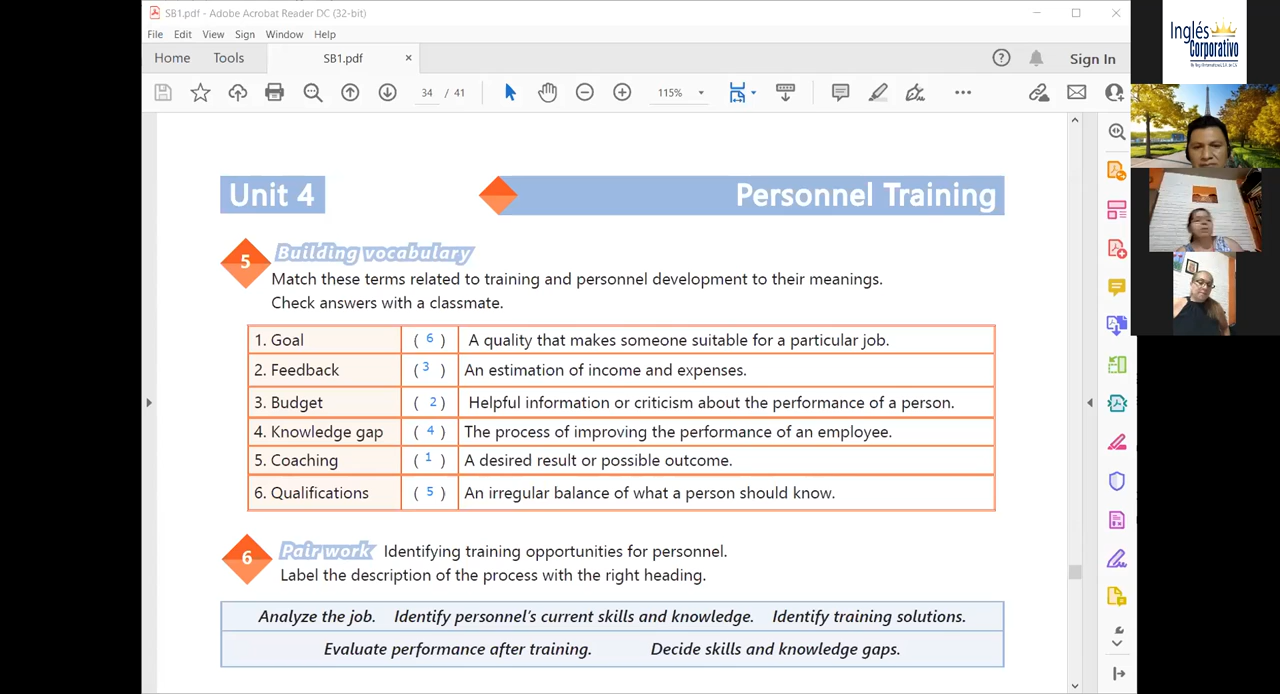 SB1.pdf - Adobe Acrobat Reader DC (32-bit)
File Edit View Sign Window Help
Home Tools SB1.pdf × Sign In
34 / 41 115%
Unit 4 Personnel Training
5 Building vocabulary
Match these terms related to training and personnel development to their meanings.
Check answers with a classmate.
1. Goal ( 6 ) A quality that makes someone suitable for a particular job.
2. Feedback ( 3 ) An estimation of income and expenses.
3. Budget ( 2 ) Helpful information or criticism about the performance of a person.
4. Knowledge gap ( 4 ) The process of improving the performance of an employee.
5. Coaching ( 1 ) A desired result or possible outcome.
6. Qualifications ( 5 ) An irregular balance of what a person should know.
6 Pair work Identifying training opportunities for personnel.
Label the description of the process with the right heading.
Analyze the job. Identify personnel's current skills and knowledge. Identify training solutions.
Evaluate performance after training. Decide skills and knowledge gaps.
Inglés
Corporativo